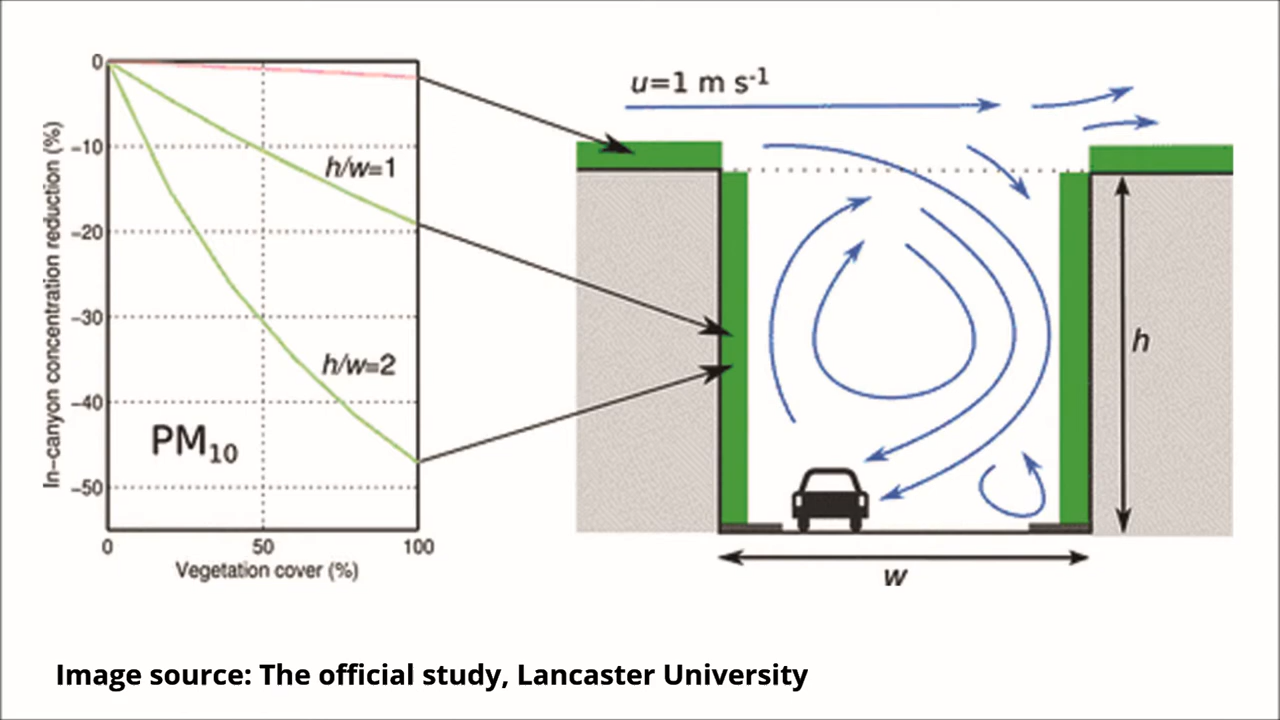 u=1 m s⁻¹
0
−10
−20
−30
−40
−50
In−canyon concentration reduction (%)
h/w=1
h/w=2
PM₁₀
0 50 100
Vegetation cover (%)
h
w
Image source: The official study, Lancaster University